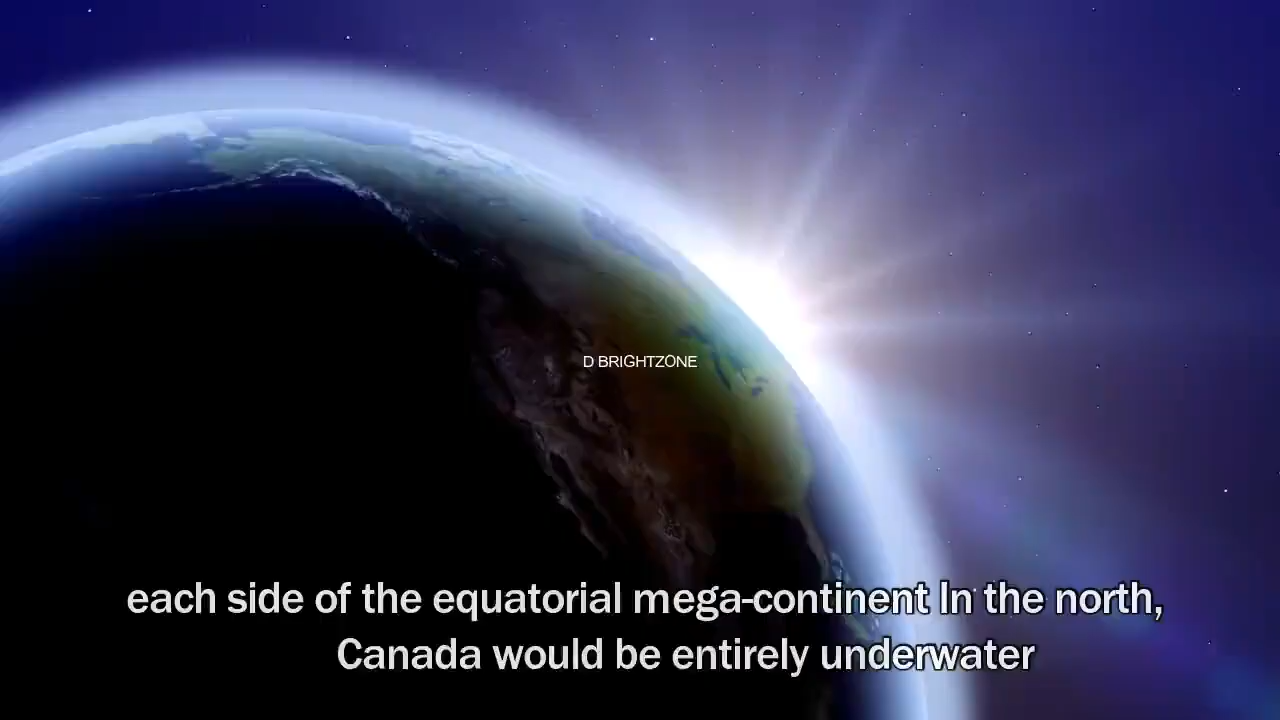 D BRIGHTZONE
each side of the equatorial mega-continent In the north,
Canada would be entirely underwater